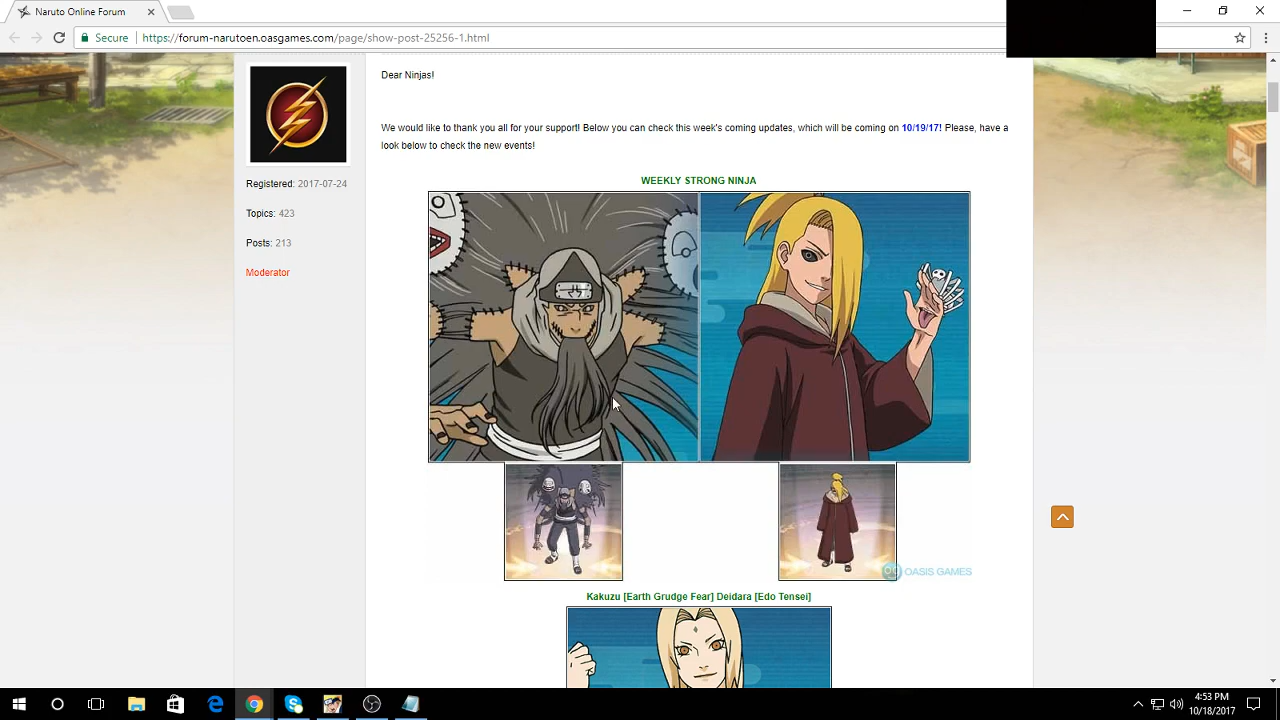 Naruto Online Forum
Secure
https://forum-narutoen.oasgames.com/page/show-post-25256-1.html
Dear Ninjas!
We would like to thank you all for your support! Below you can check this week's coming updates, which will be coming on 10/19/17! Please, have a
look below to check the new events!
WEEKLY STRONG NINJA
Registered: 2017-07-24
Topics: 423
Posts: 213
Moderator
OASIS GAMES
Kakuzu [Earth Grudge Fear] Deidara [Edo Tensei]
4:53 PM
10/18/2017